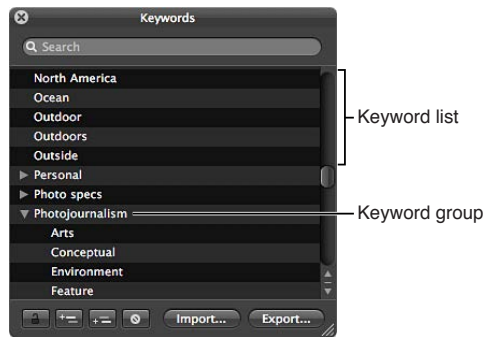 Keywords
Search
North America
Ocean
Outdoor
Outdoors
Outside
Personal
Photo specs
Photojournalism
Arts
Conceptual
Environment
Feature
Import... Export...
Keyword list
Keyword group